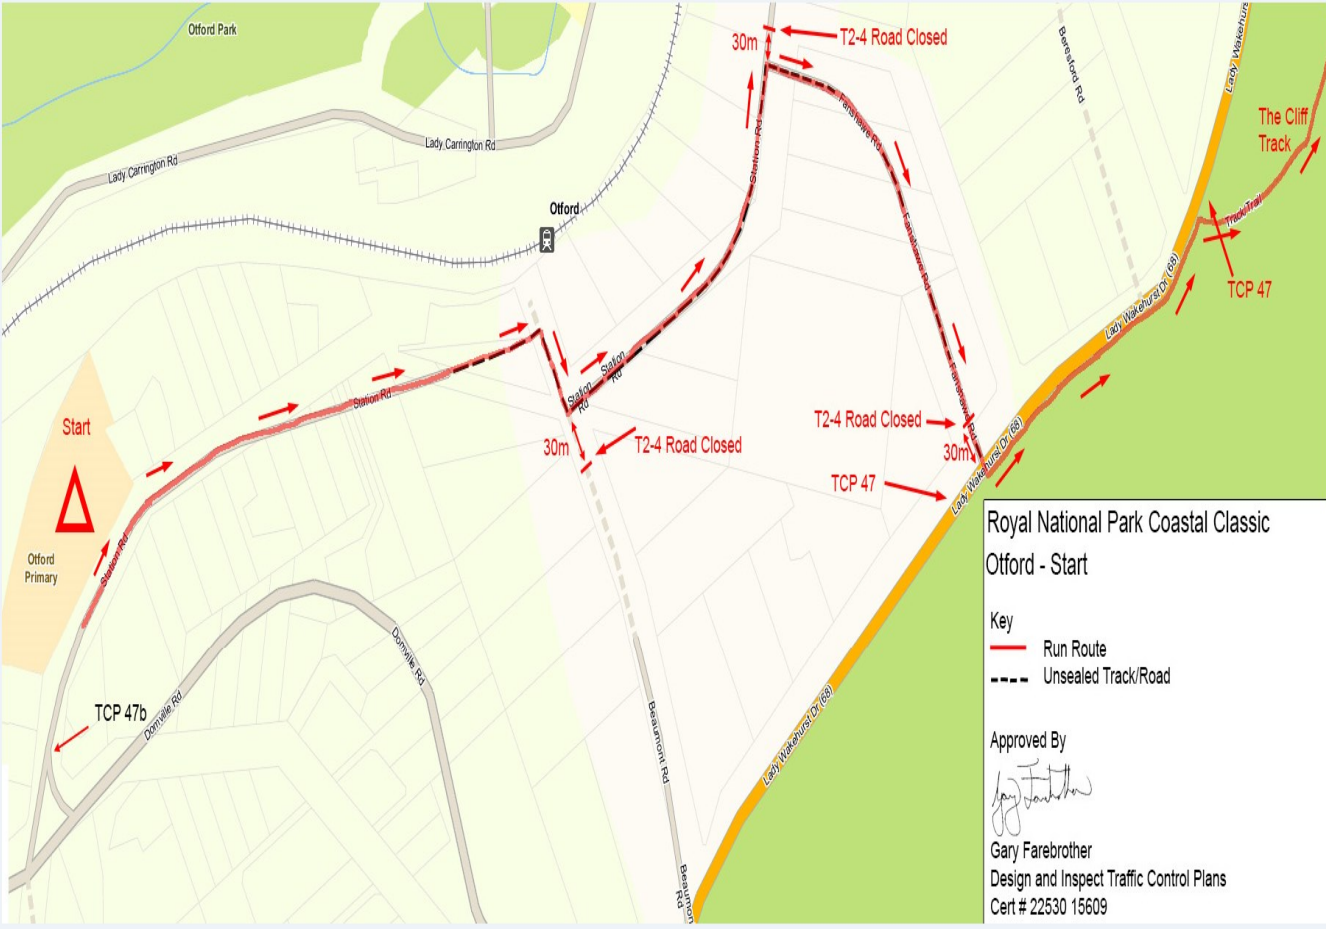 Otford Park
Lady Carrington Rd
Lady Carrington Rd
Otford
30m
T2-4 Road Closed
Station Rd
Fanshawe Rd
Fanshawe Rd
Fanshawe Rd
Beresford Rd
Lady Wakehurs
The Cliff
Track
Track/Trail
TCP 47
Lady Wakehurst Dr (68)
Station Rd
Station
Rd
Station
Rd
30m
T2-4 Road Closed
T2-4 Road Closed
30m
TCP 47
Lady Wakehurst Dr (68)
Start
Otford
Primary
Station Rd
TCP 47b
Domville Rd
Domville Rd
Beaumont Rd
Beaumon
Rd
Lady Wakehurst Dr (68)
Royal National Park Coastal Classic
Otford - Start
Key
Run Route
Unsealed Track/Road
Approved By
Gary Farebrother
Design and Inspect Traffic Control Plans
Cert # 22530 15609